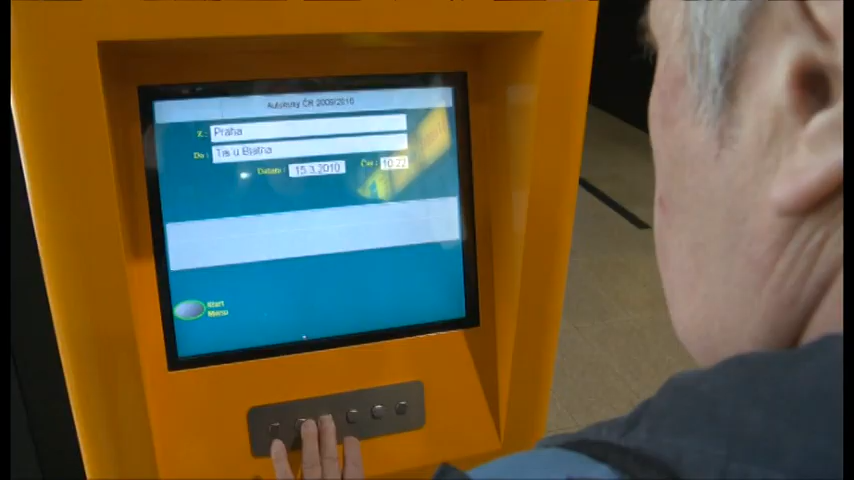 Autobusy ČR 2009/2010
Z: Praha
Do: Tis u Blatna
Datum: 15.3.2010 Čas: 10:22
Start
Menu